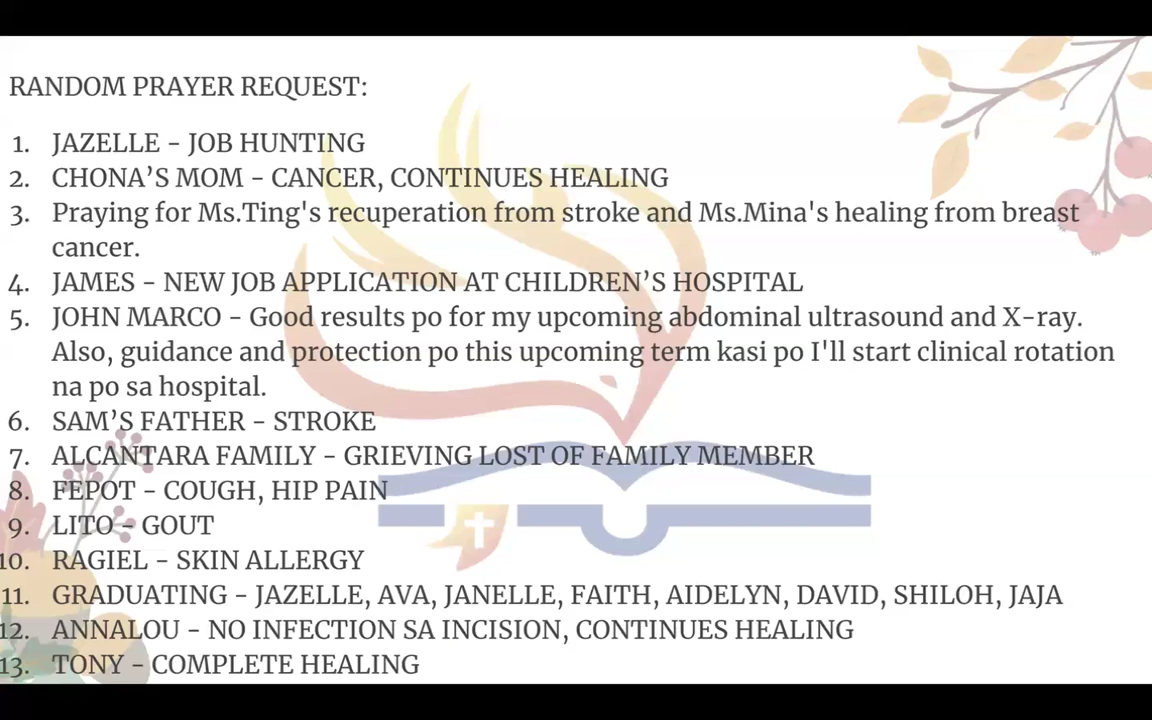 RANDOM PRAYER REQUEST:
1. JAZELLE - JOB HUNTING
2. CHONA'S MOM - CANCER, CONTINUES HEALING
3. Praying for Ms.Ting's recuperation from stroke and Ms.Mina's healing from breast
cancer.
4. JAMES - NEW JOB APPLICATION AT CHILDREN'S HOSPITAL
5. JOHN MARCO - Good results po for my upcoming abdominal ultrasound and X-ray.
Also, guidance and protection po this upcoming term kasi po I'll start clinical rotation
na po sa hospital.
6. SAM'S FATHER - STROKE
7. ALCANTARA FAMILY - GRIEVING LOST OF FAMILY MEMBER
8. FEPOT - COUGH, HIP PAIN
9. LITO - GOUT
10. RAGIEL - SKIN ALLERGY
11. GRADUATING - JAZELLE, AVA, JANELLE, FAITH, AIDELYN, DAVID, SHILOH, JAJA
12. ANNALOU - NO INFECTION SA INCISION, CONTINUES HEALING
13. TONY - COMPLETE HEALING